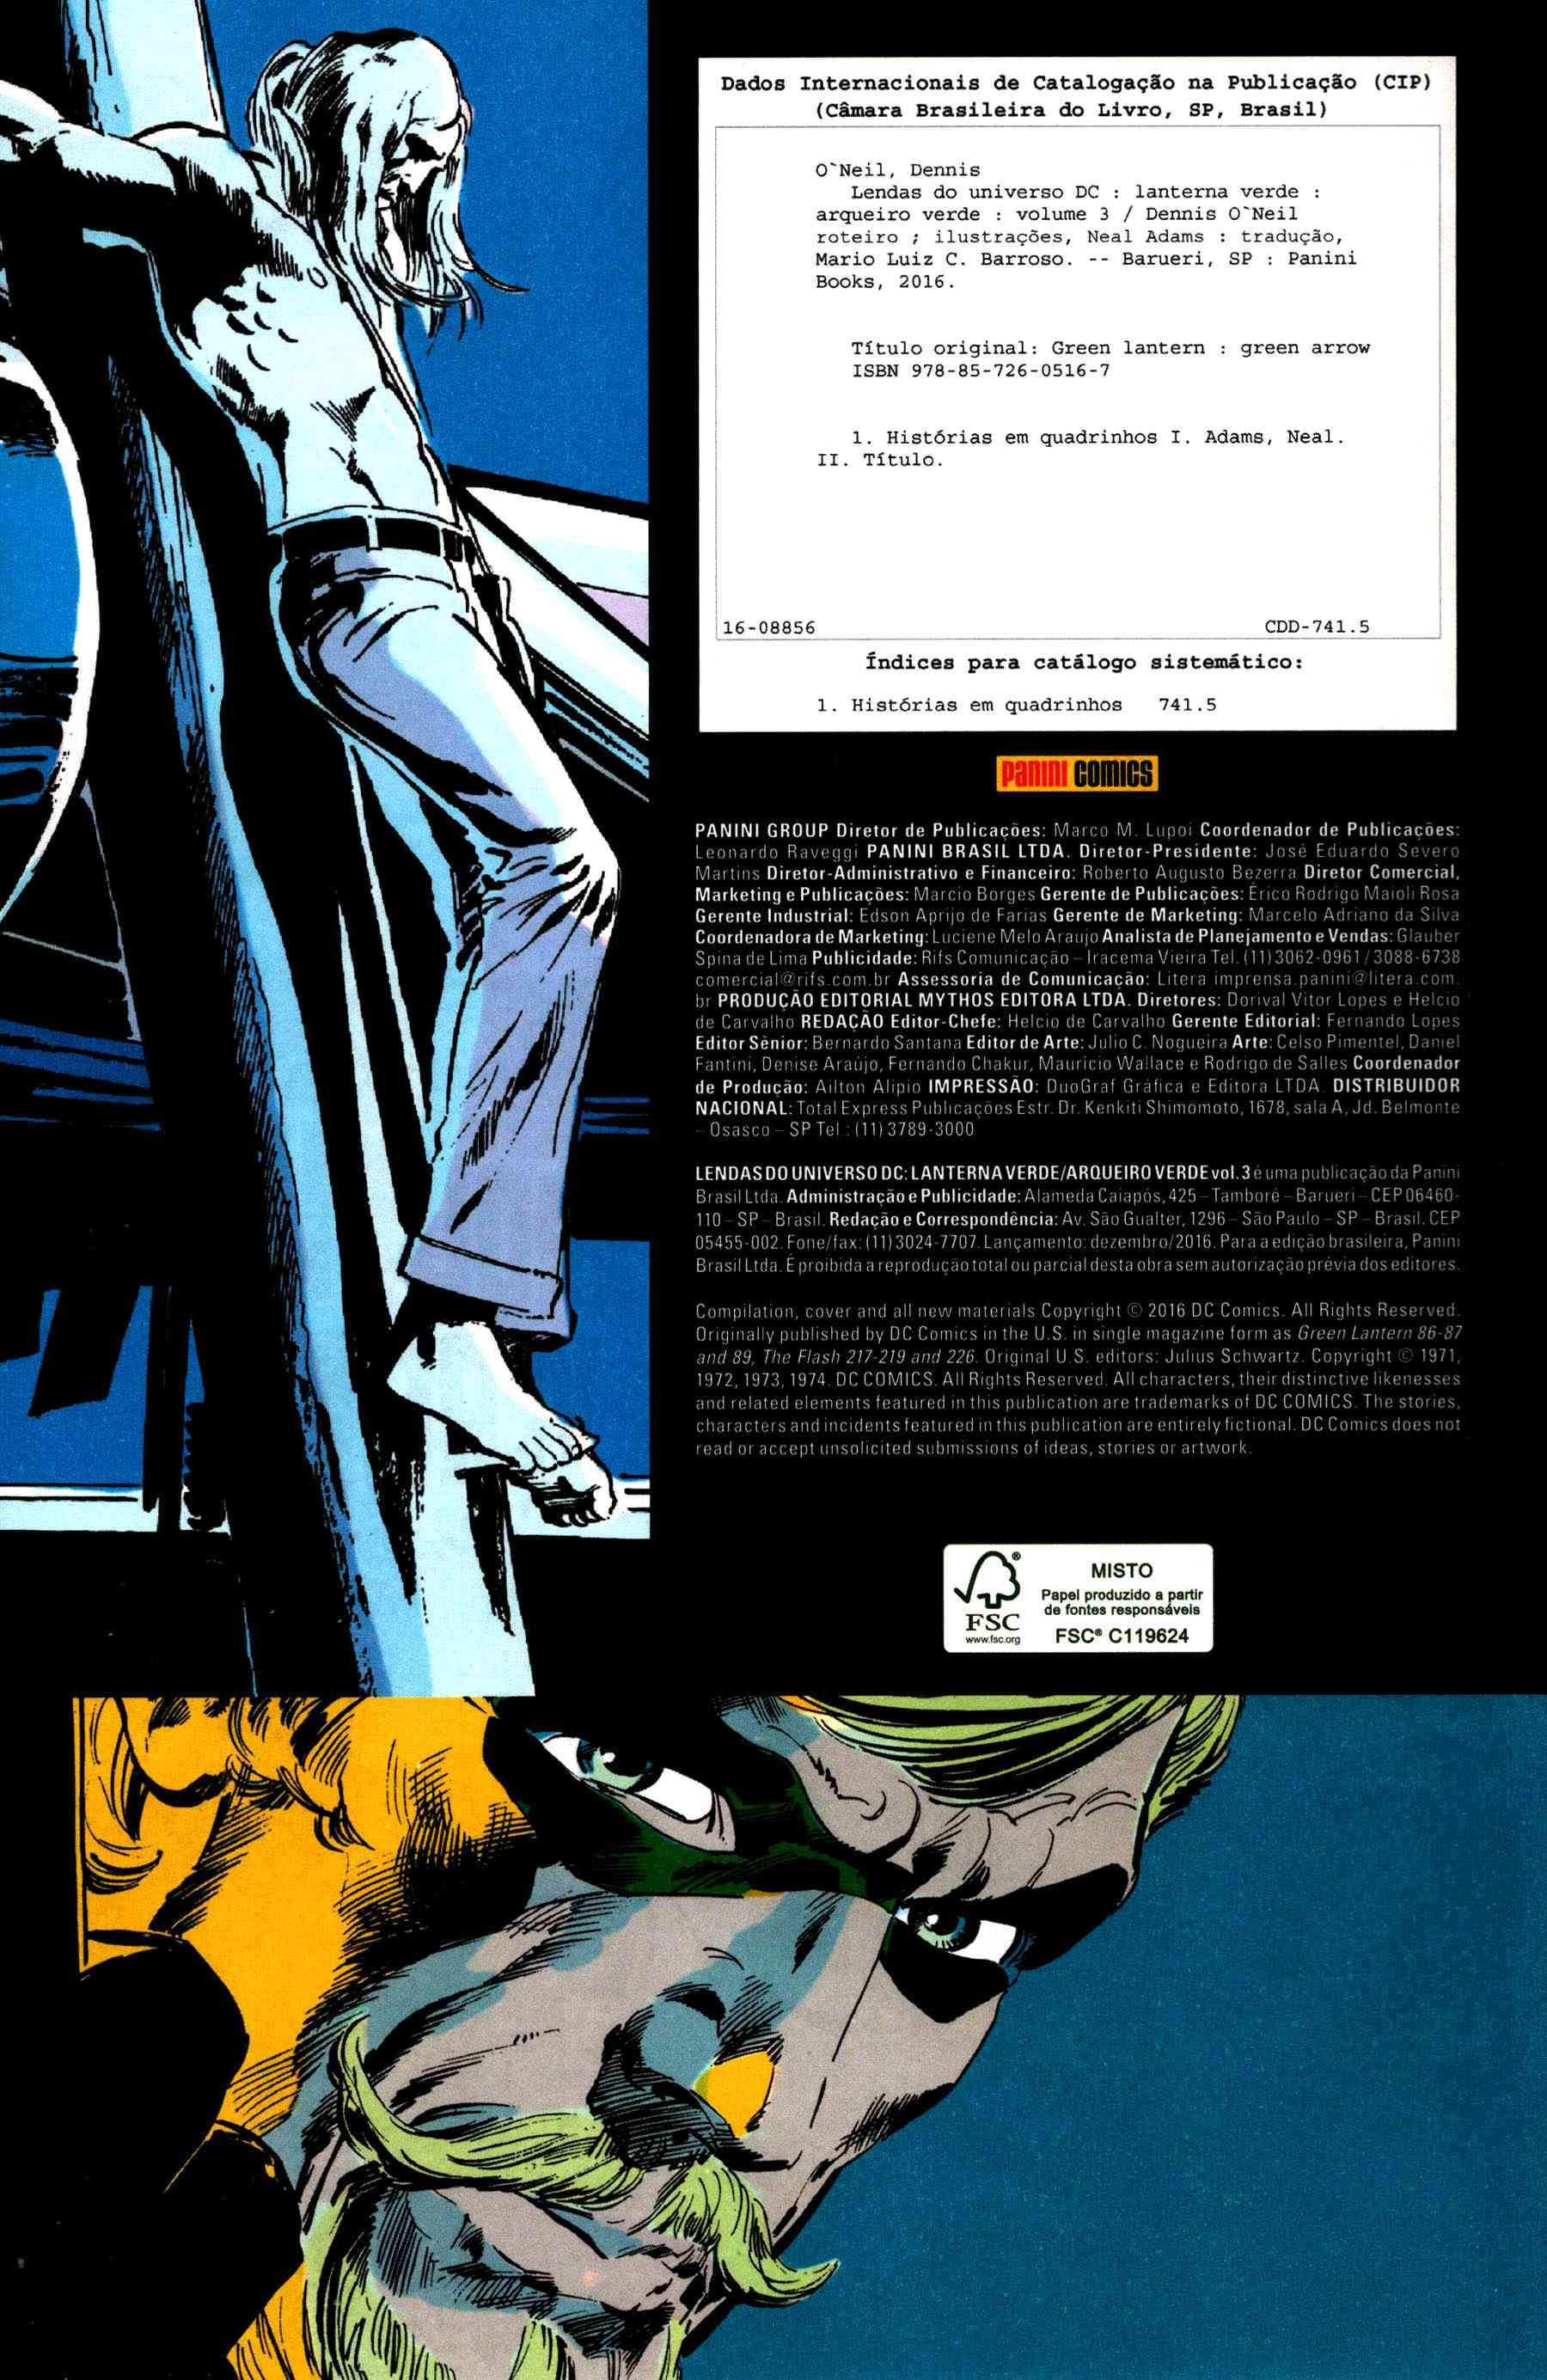 Dados Internacionais de Catalogação na Publicação (CIP)
(Câmara Brasileira do Livro, SP, Brasil)
O`Neil, Dennis
Lendas do universo DC : lanterna verde :
arqueiro verde : volume 3 / Dennis O`Neil
roteiro ; ilustrações, Neal Adams : tradução,
Mario Luiz C. Barroso. -- Barueri, SP : Panini
Books, 2016.
Título original: Green lantern : green arrow
ISBN 978-85-726-0516-7
1. Histórias em quadrinhos I. Adams, Neal.
II. Título.
16-08856 CDD-741.5
Índices para catálogo sistemático:
1. Histórias em quadrinhos 741.5
PANINI COMICS
PANINI GROUP Diretor de Publicações: Marco M. Lupoi Coordenador de Publicações:
Leonardo Raveggi PANINI BRASIL LTDA. Diretor-Presidente: José Eduardo Severo
Martins Diretor-Administrativo e Financeiro: Roberto Augusto Bezerra Diretor Comercial,
Marketing e Publicações: Marcio Borges Gerente de Publicações: Érico Rodrigo Maioli Rosa
Gerente Industrial: Edson Aprijo de Farias Gerente de Marketing: Marcelo Adriano da Silva
Coordenadora de Marketing: Luciene Melo Araujo Analista de Planejamento e Vendas: Glauber
Spina de Lima Publicidade: Rifs Comunicação – Iracema Vieira Tel. (11) 3062-0961 / 3088-6738
comercial@rifs.com.br Assessoria de Comunicação: Litera imprensa.panini@litera.com.
br PRODUÇÃO EDITORIAL MYTHOS EDITORA LTDA. Diretores: Dorival Vitor Lopes e Helcio
de Carvalho REDAÇÃO Editor-Chefe: Helcio de Carvalho Gerente Editorial: Fernando Lopes
Editor Sênior: Bernardo Santana Editor de Arte: Julio C. Nogueira Arte: Celso Pimentel, Daniel
Fantini, Denise Araújo, Fernando Chakur, Maurício Wallace e Rodrigo de Salles Coordenador
de Produção: Ailton Alipio IMPRESSÃO: DuoGraf Gráfica e Editora LTDA. DISTRIBUIDOR
NACIONAL: Total Express Publicações Estr. Dr. Kenkiti Shimomoto, 1678, sala A, Jd. Belmonte
– Osasco – SP Tel.: (11) 3789-3000
LENDAS DO UNIVERSO DC: LANTERNA VERDE/ARQUEIRO VERDE vol. 3 é uma publicação da Panini
Brasil Ltda. Administração e Publicidade: Alameda Caiapós, 425 – Tamboré – Barueri – CEP 06460-
110 – SP – Brasil. Redação e Correspondência: Av. São Gualter, 1296 – São Paulo – SP – Brasil. CEP
05455-002. Fone/fax: (11) 3024-7707. Lançamento: dezembro/2016. Para a edição brasileira, Panini
Brasil Ltda. É proibida a reprodução total ou parcial desta obra sem autorização prévia dos editores.
Compilation, cover and all new materials Copyright © 2016 DC Comics. All Rights Reserved.
Originally published by DC Comics in the U.S. in single magazine form as Green Lantern 86-87
and 89, The Flash 217-219 and 226. Original U.S. editors: Julius Schwartz. Copyright © 1971,
1972, 1973, 1974. DC COMICS. All Rights Reserved. All characters, their distinctive likenesses
and related elements featured in this publication are trademarks of DC COMICS. The stories,
characters and incidents featured in this publication are entirely fictional. DC Comics does not
read or accept unsolicited submissions of ideas, stories or artwork.
FSC
www.fsc.org
MISTO
Papel produzido a partir
de fontes responsáveis
FSC® C119624